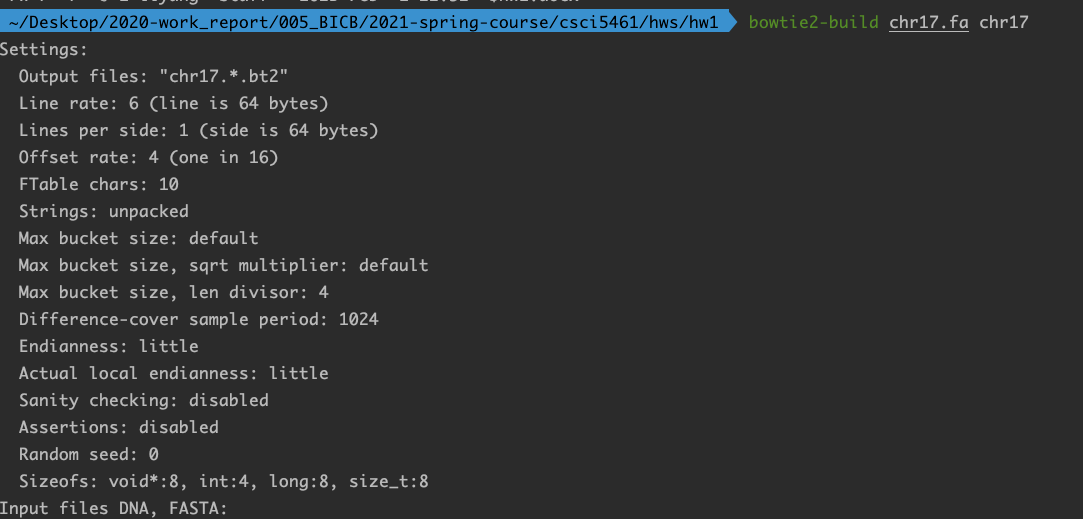 ~/Desktop/2020-work_report/005_BICB/2021-spring-course/csci5461/hws/hw1 bowtie2-build chr17.fa chr17
Settings:
Output files: "chr17.*.bt2"
Line rate: 6 (line is 64 bytes)
Lines per side: 1 (side is 64 bytes)
Offset rate: 4 (one in 16)
FTable chars: 10
Strings: unpacked
Max bucket size: default
Max bucket size, sqrt multiplier: default
Max bucket size, len divisor: 4
Difference-cover sample period: 1024
Endianness: little
Actual local endianness: little
Sanity checking: disabled
Assertions: disabled
Random seed: 0
Sizeofs: void*:8, int:4, long:8, size_t:8
Input files DNA, FASTA: